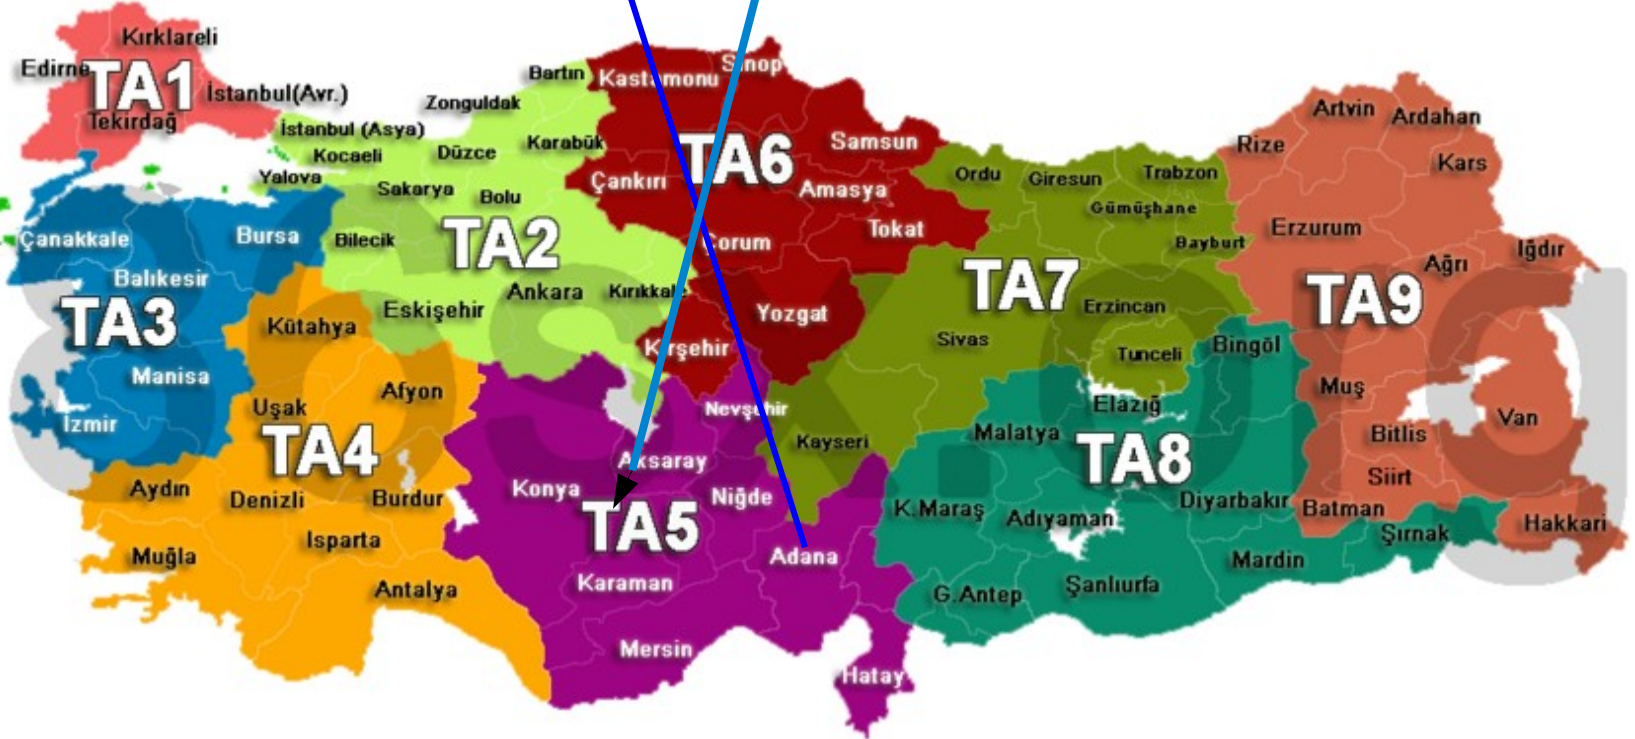 Kırklareli
Edirne
TA1
İstanbul(Avr.)
Tekirdağ
Bartın
Kastamonu
Sinop
Zonguldak
İstanbul (Asya)
Karabük
TA6
Samsun
Kocaeli
Düzce
Yalova
Sakarya
Bolu
Çankırı
Amasya
Ordu
Giresun
Trabzon
Gümüşhane
Bayburt
Rize
Artvin
Ardahan
Kars
Çanakkale
Bursa
Bilecik
TA2
Çorum
Tokat
Erzurum
Iğdır
Balıkesir
Ankara
Kırıkkale
TA7
Ağrı
TA3
Kütahya
Eskişehir
Yozgat
Erzincan
TA9
Kırşehir
Sivas
Tunceli
Bingöl
Manisa
Afyon
Muş
Uşak
Nevşehir
Elazığ
Van
İzmir
TA4
Kayseri
Malatya
TA8
Bitlis
Aksaray
Siirt
Aydın
Denizli
Burdur
Konya
TA5
Niğde
K.Maraş
Adıyaman
Diyarbakır
Batman
Şırnak
Hakkari
Isparta
Muğla
Adana
Mardin
Antalya
Karaman
G.Antep
Şanlıurfa
Mersin
Hatay